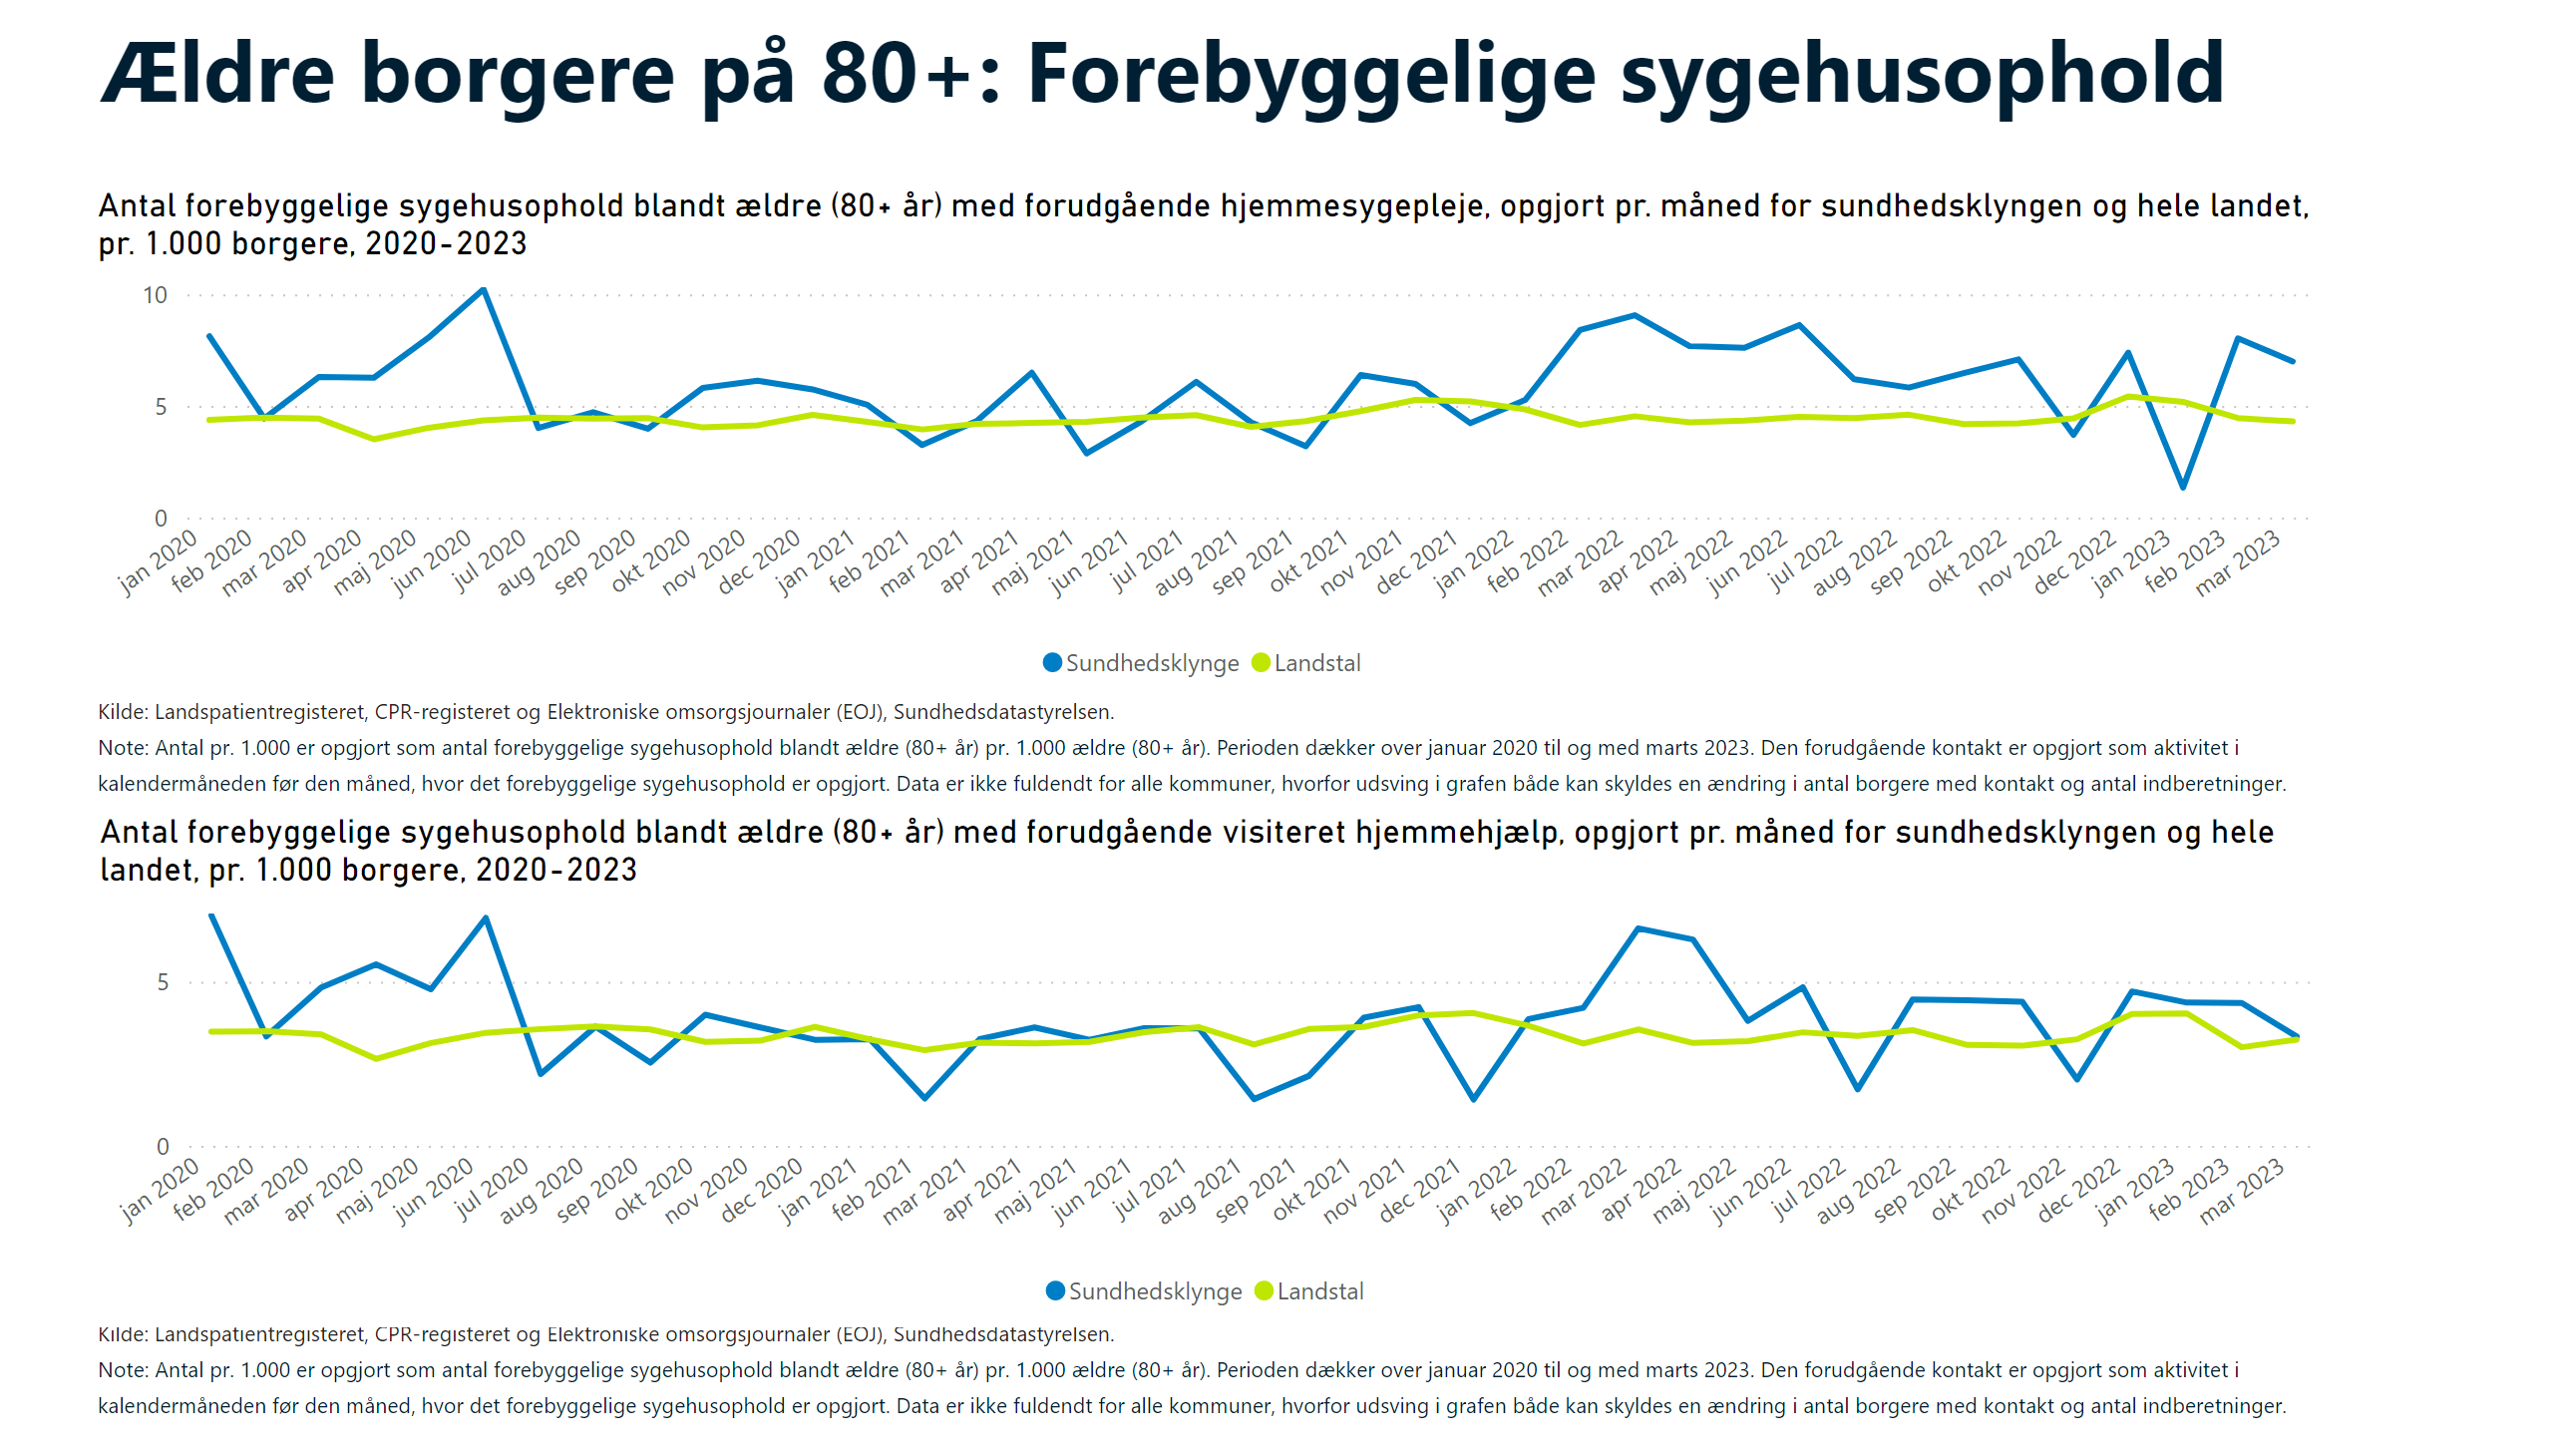 Ældre borgere på 80+: Forebyggelige sygehusophold
Antal forebyggelige sygehusophold blandt ældre (80+ år) med forudgående hjemmesygepleje, opgjort pr. måned for sundhedsklyngen og hele landet,
pr. 1.000 borgere, 2020-2023
10
5
0
jan 2020
feb 2020
mar 2020
apr 2020
maj 2020
jun 2020
jul 2020
aug 2020
sep 2020
okt 2020
nov 2020
dec 2020
jan 2021
feb 2021
mar 2021
apr 2021
maj 2021
jun 2021
jul 2021
aug 2021
sep 2021
okt 2021
nov 2021
dec 2021
jan 2022
feb 2022
mar 2022
apr 2022
maj 2022
jun 2022
jul 2022
aug 2022
sep 2022
okt 2022
nov 2022
dec 2022
jan 2023
feb 2023
mar 2023
Sundhedsklynge Landstal
Kilde: Landspatientregisteret, CPR-registeret og Elektroniske omsorgsjournaler (EOJ), Sundhedsdatastyrelsen.
Note: Antal pr. 1.000 er opgjort som antal forebyggelige sygehusophold blandt ældre (80+ år) pr. 1.000 ældre (80+ år). Perioden dækker over januar 2020 til og med marts 2023. Den forudgående kontakt er opgjort som aktivitet i
kalendermåneden før den måned, hvor det forebyggelige sygehusophold er opgjort. Data er ikke fuldendt for alle kommuner, hvorfor udsving i grafen både kan skyldes en ændring i antal borgere med kontakt og antal indberetninger.
Antal forebyggelige sygehusophold blandt ældre (80+ år) med forudgående visiteret hjemmehjælp, opgjort pr. måned for sundhedsklyngen og hele
landet, pr. 1.000 borgere, 2020-2023
5
0
jan 2020
feb 2020
mar 2020
apr 2020
maj 2020
jun 2020
jul 2020
aug 2020
sep 2020
okt 2020
nov 2020
dec 2020
jan 2021
feb 2021
mar 2021
apr 2021
maj 2021
jun 2021
jul 2021
aug 2021
sep 2021
okt 2021
nov 2021
dec 2021
jan 2022
feb 2022
mar 2022
apr 2022
maj 2022
jun 2022
jul 2022
aug 2022
sep 2022
okt 2022
nov 2022
dec 2022
jan 2023
feb 2023
mar 2023
Sundhedsklynge Landstal
Kilde: Landspatientregisteret, CPR-registeret og Elektroniske omsorgsjournaler (EOJ), Sundhedsdatastyrelsen.
Note: Antal pr. 1.000 er opgjort som antal forebyggelige sygehusophold blandt ældre (80+ år) pr. 1.000 ældre (80+ år). Perioden dækker over januar 2020 til og med marts 2023. Den forudgående kontakt er opgjort som aktivitet i
kalendermåneden før den måned, hvor det forebyggelige sygehusophold er opgjort. Data er ikke fuldendt for alle kommuner, hvorfor udsving i grafen både kan skyldes en ændring i antal borgere med kontakt og antal indberetninger.